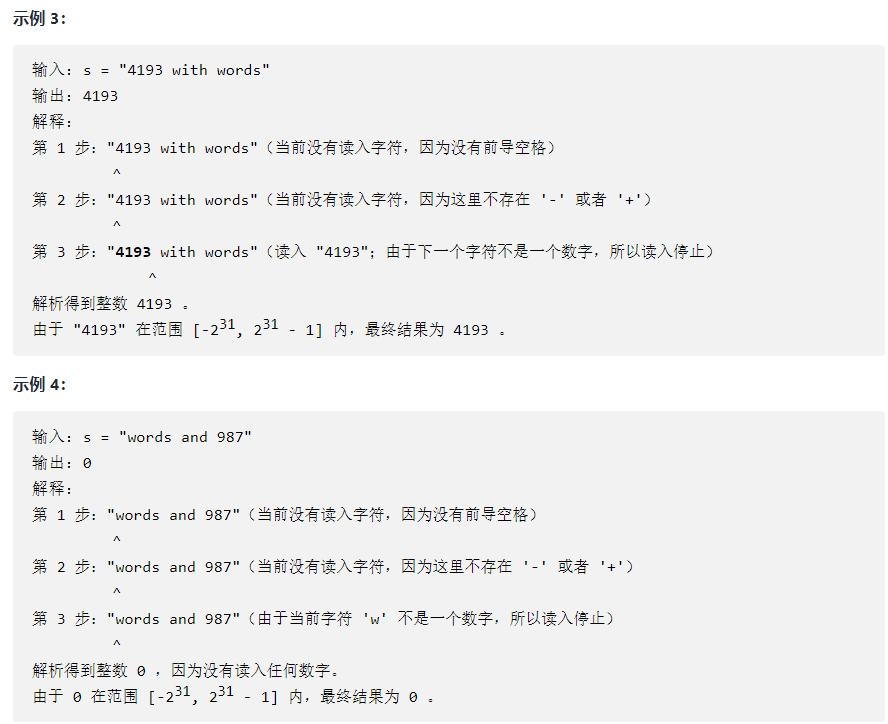 示例 3：
输入：s = "4193 with words"
输出：4193
解释：
第 1 步："4193 with words"（当前没有读入字符，因为没有前导空格）
^
第 2 步："4193 with words"（当前没有读入字符，因为这里不存在 '-' 或者 '+'）
^
第 3 步："4193 with words"（读入 "4193"；由于下一个字符不是一个数字，所以读入停止）
^
解析得到整数 4193 。
由于 "4193" 在范围 [-2³¹, 2³¹ - 1] 内，最终结果为 4193 。
示例 4：
输入：s = "words and 987"
输出：0
解释：
第 1 步："words and 987"（当前没有读入字符，因为没有前导空格）
^
第 2 步："words and 987"（当前没有读入字符，因为这里不存在 '-' 或者 '+'）
^
第 3 步："words and 987"（由于当前字符 'w' 不是一个数字，所以读入停止）
^
解析得到整数 0 ，因为没有读入任何数字。
由于 0 在范围 [-2³¹, 2³¹ - 1] 内，最终结果为 0 。